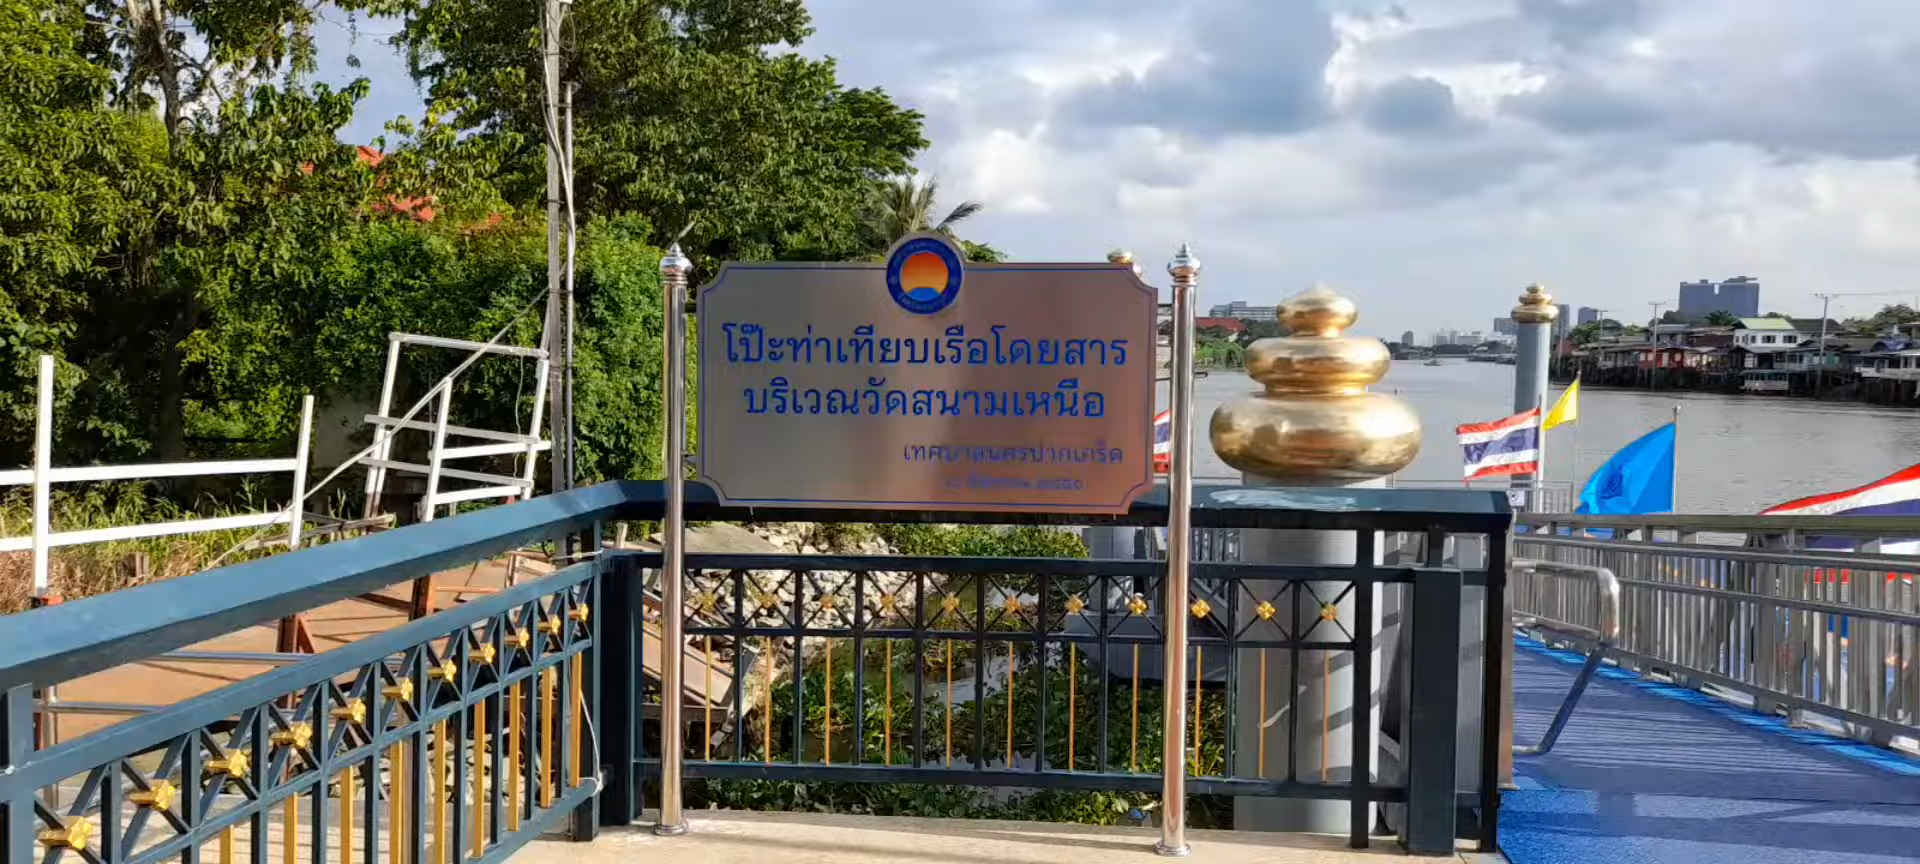 โป๊ะท่าเทียบเรือโดยสาร
บริเวณวัดสนามเหนือ
เทศบาลนครปากเกร็ด